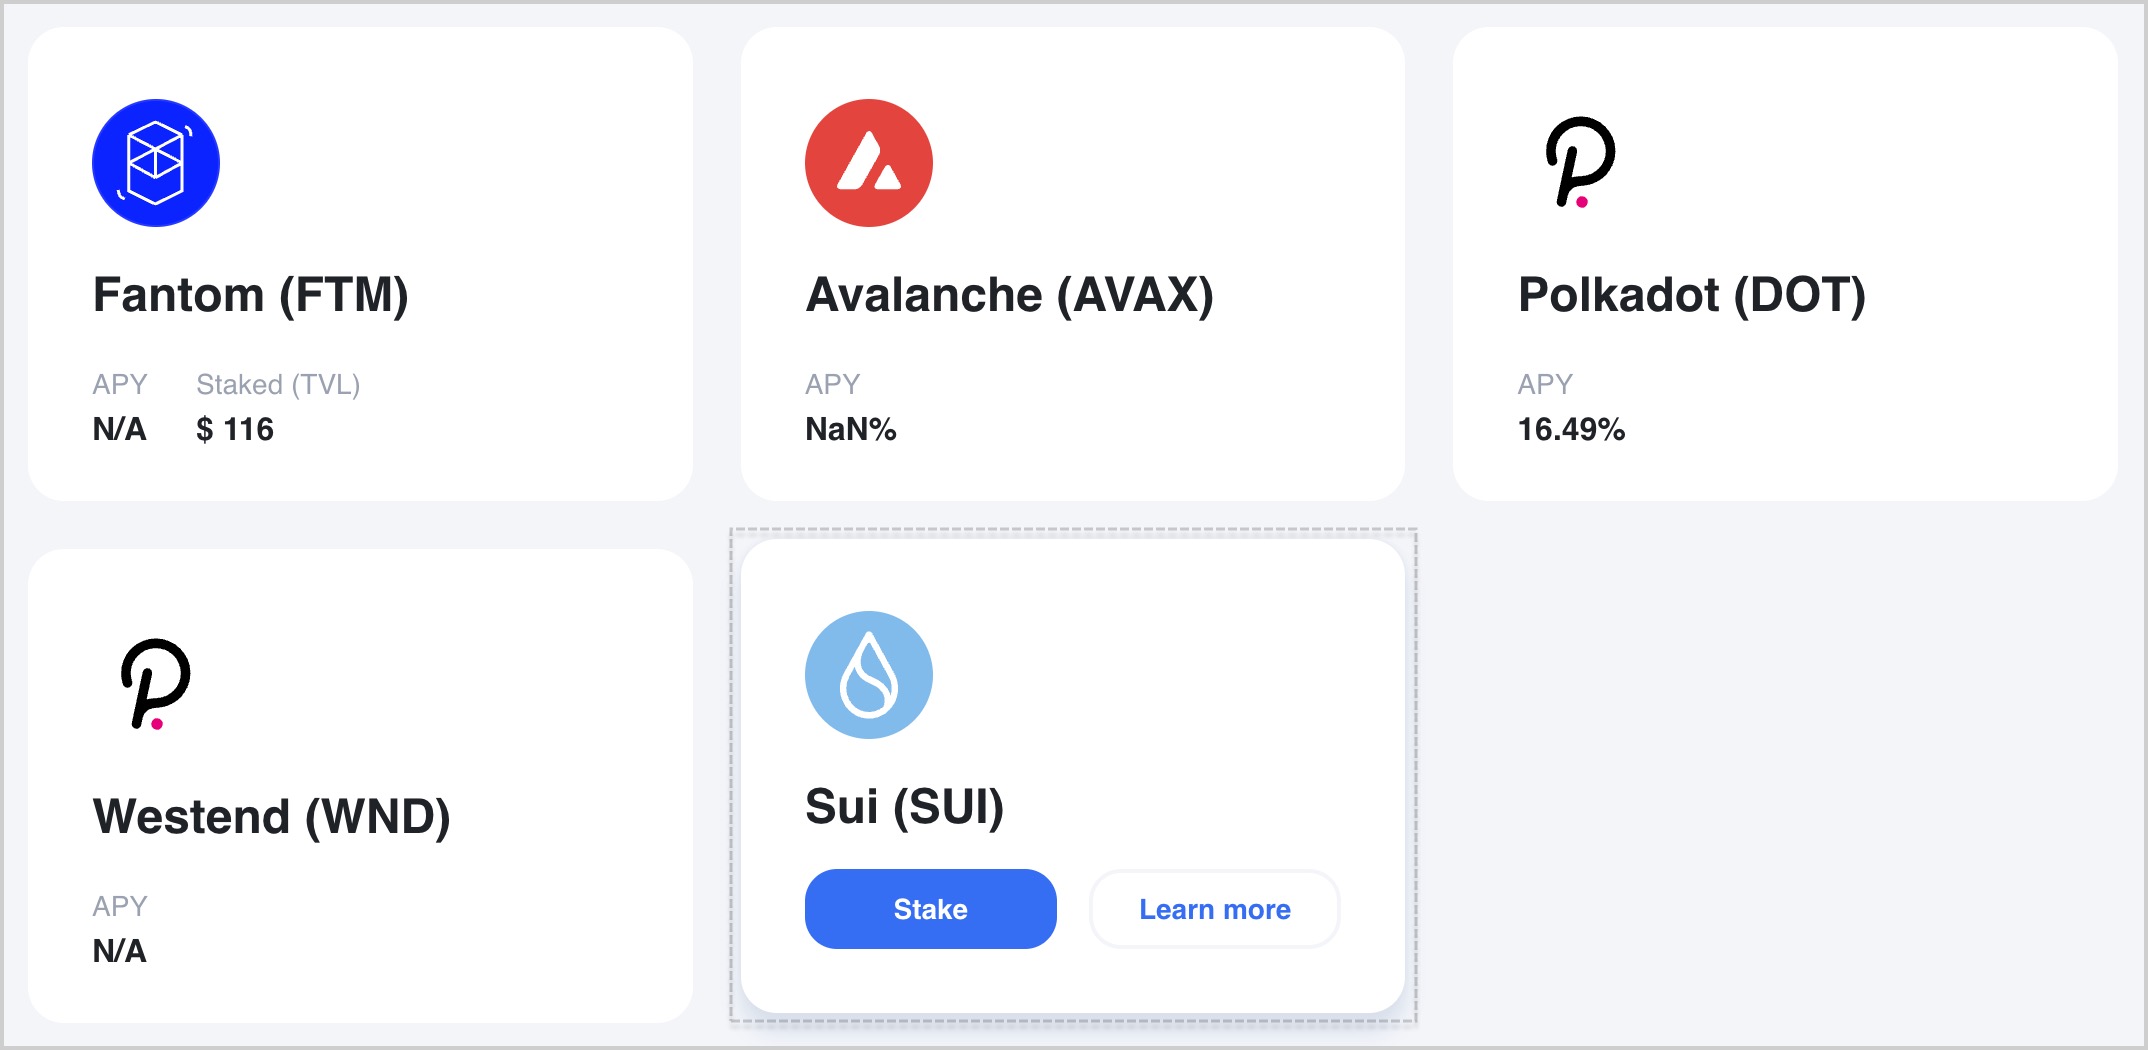 Fantom (FTM)
APY Staked (TVL)
N/A $ 116
Avalanche (AVAX)
APY
NaN%
Polkadot (DOT)
APY
16.49%
Westend (WND)
APY
N/A
Sui (SUI)
Stake Learn more